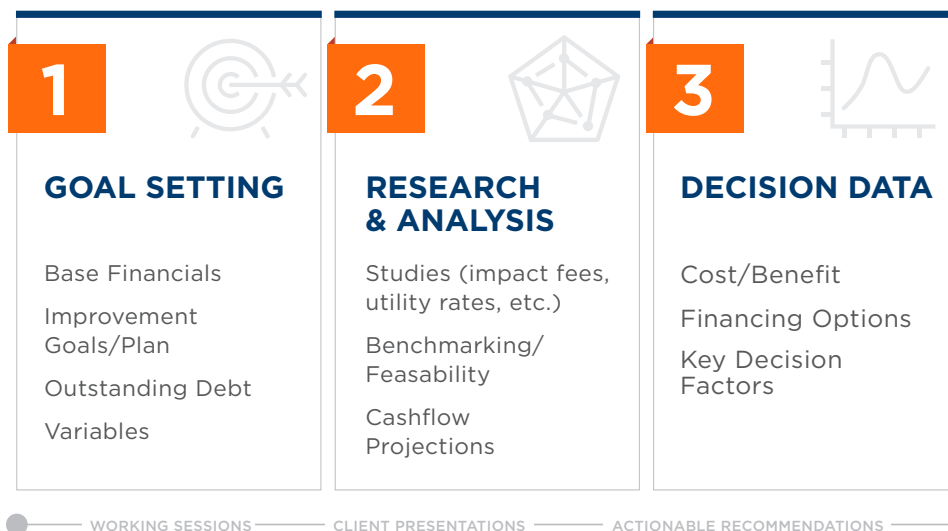 1
GOAL SETTING
Base Financials
Improvement
Goals/Plan
Outstanding Debt
Variables
2
RESEARCH
& ANALYSIS
Studies (impact fees,
utility rates, etc.)
Benchmarking/
Feasability
Cashflow
Projections
3
DECISION DATA
Cost/Benefit
Financing Options
Key Decision
Factors
WORKING SESSIONS
CLIENT PRESENTATIONS
ACTIONABLE RECOMMENDATIONS